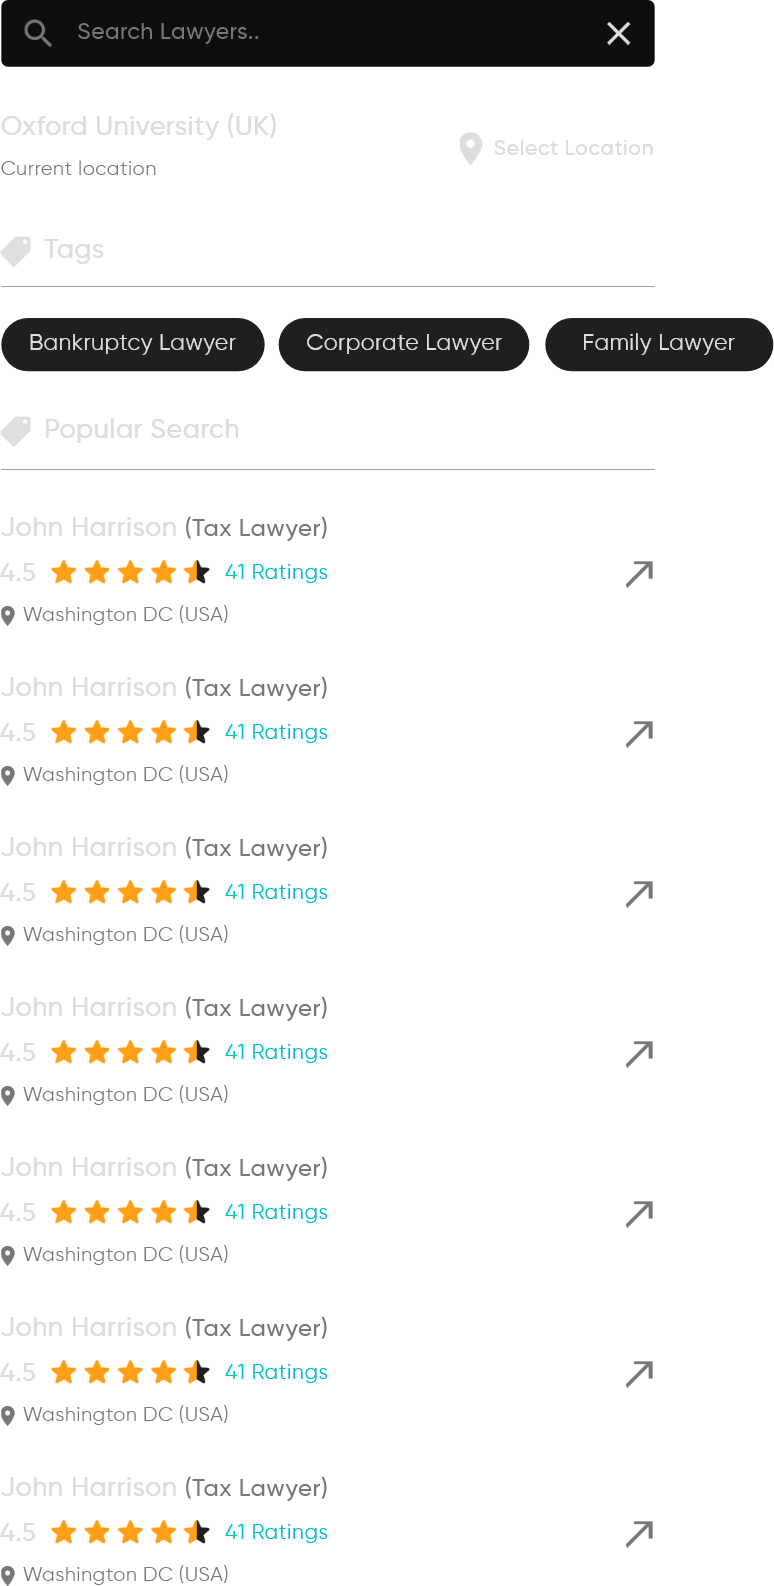 Search Lawyers..
Oxford University (UK)
Current location
Select Location
Tags
Bankruptcy Lawyer
Corporate Lawyer
Family Lawyer
Popular Search
John Harrison (Tax Lawyer)
4.5 41 Ratings
Washington DC (USA)
John Harrison (Tax Lawyer)
4.5 41 Ratings
Washington DC (USA)
John Harrison (Tax Lawyer)
4.5 41 Ratings
Washington DC (USA)
John Harrison (Tax Lawyer)
4.5 41 Ratings
Washington DC (USA)
John Harrison (Tax Lawyer)
4.5 41 Ratings
Washington DC (USA)
John Harrison (Tax Lawyer)
4.5 41 Ratings
Washington DC (USA)
John Harrison (Tax Lawyer)
4.5 41 Ratings
Washington DC (USA)